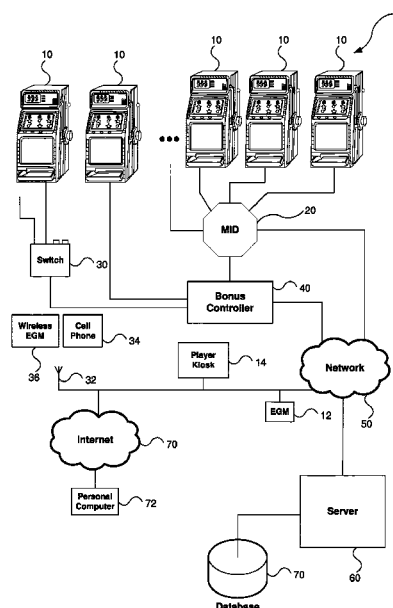 10
10
10
10
10
MID
20
Switch
30
40
Bonus
Controller
Wireless
EGM
Cell
Phone
34
36
32
Player
Kiosk
14
Network
50
EGM
12
Internet
70
Personal
Computer
72
Server
60
70
Database